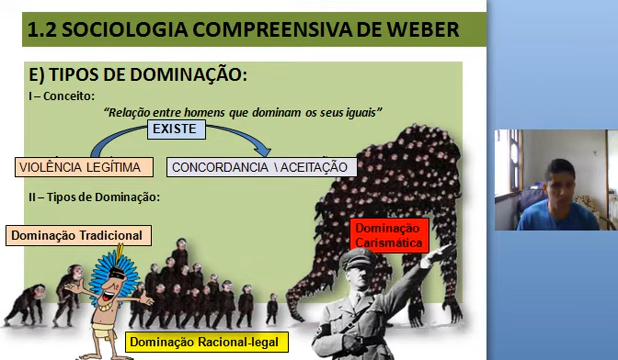 1.2 SOCIOLOGIA COMPREENSIVA DE WEBER
E) TIPOS DE DOMINAÇÃO:
I – Conceito:
“Relação entre homens que dominam os seus iguais”
EXISTE
VIOLÊNCIA LEGÍTIMA
CONCORDANCIA \ ACEITAÇÃO
II – Tipos de Dominação:
Dominação Tradicional
Dominação
Carismática
Dominação Racional-legal